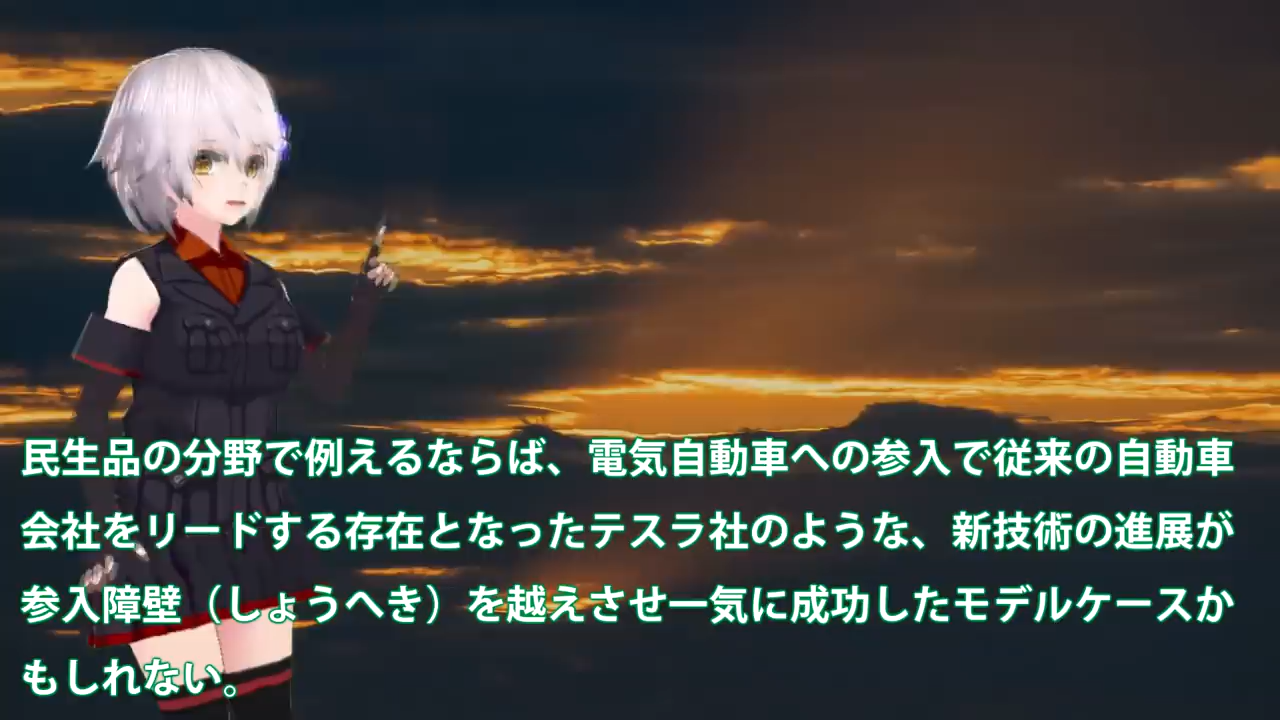 民生品の分野で例えるならば、電気自動車への参入で従来の自動車
会社をリードする存在となったテスラ社のような、新技術の進展が
参入障壁（しょうへき）を越えさせ一気に成功したモデルケースか
もしれない。